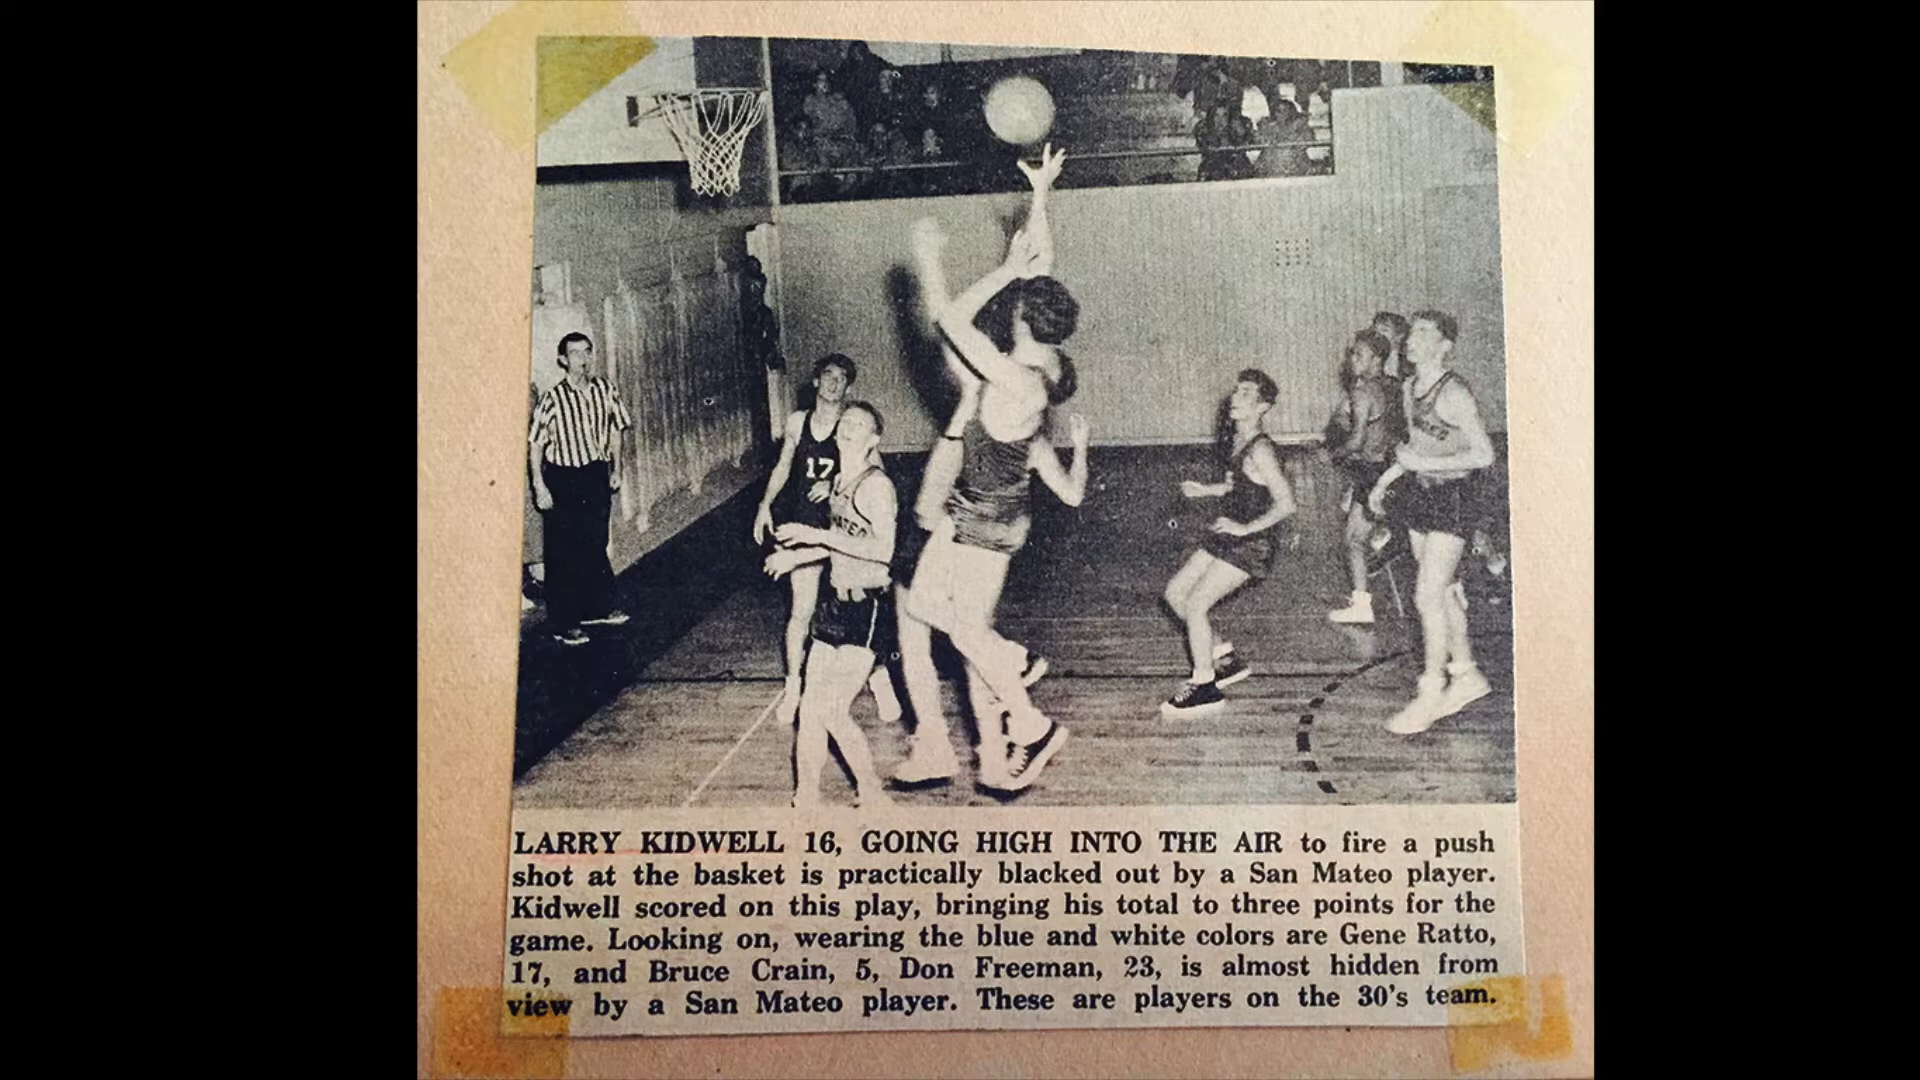 17
MATEO
LARRY KIDWELL 16, GOING HIGH INTO THE AIR to fire a push
shot at the basket is practically blacked out by a San Mateo player.
Kidwell scored on this play, bringing his total to three points for the
game. Looking on, wearing the blue and white colors are Gene Ratto,
17, and Bruce Crain, 5, Don Freeman, 23, is almost hidden from
view by a San Mateo player. These are players on the 30's team.